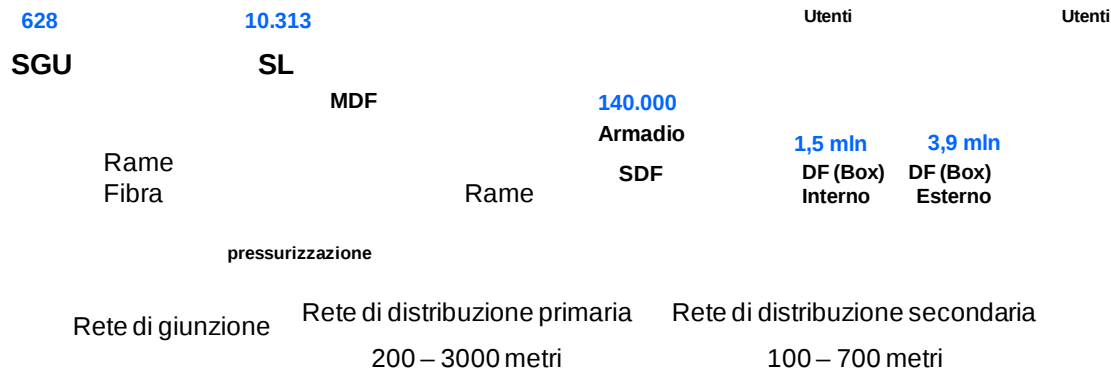 628 10.313 Utenti Utenti
SGU SL
MDF 140.000
Armadio 1,5 mln 3,9 mln
Rame SDF DF (Box) DF (Box)
Fibra Rame Interno Esterno
pressurizzazione
Rete di giunzione Rete di distribuzione primaria Rete di distribuzione secondaria
200 – 3000 metri 100 – 700 metri